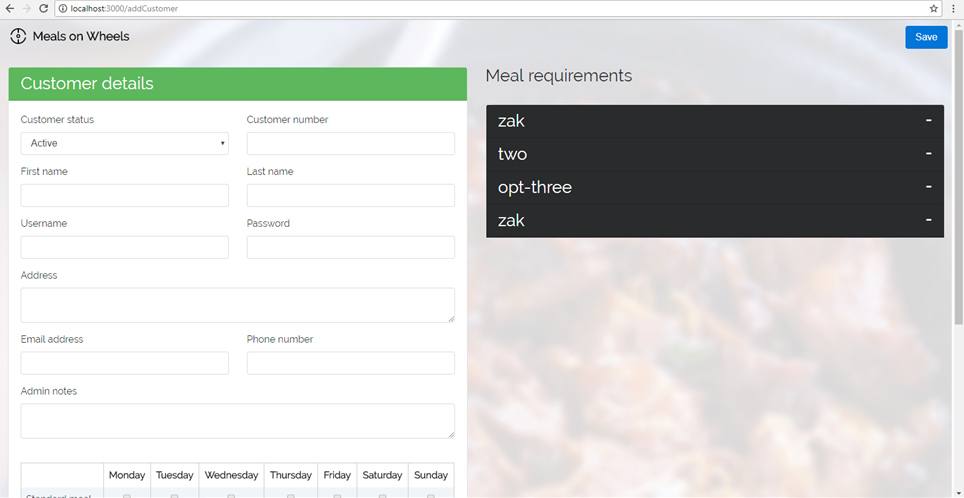 localhost:3000/addCustomer
Meals on Wheels
Save
Customer details
Customer status
Customer number
Active
First name
Last name
Username
Password
Address
Email address
Phone number
Admin notes
Monday Tuesday Wednesday Thursday Friday Saturday Sunday
Standard meal
Meal requirements
zak -
two -
opt-three -
zak -